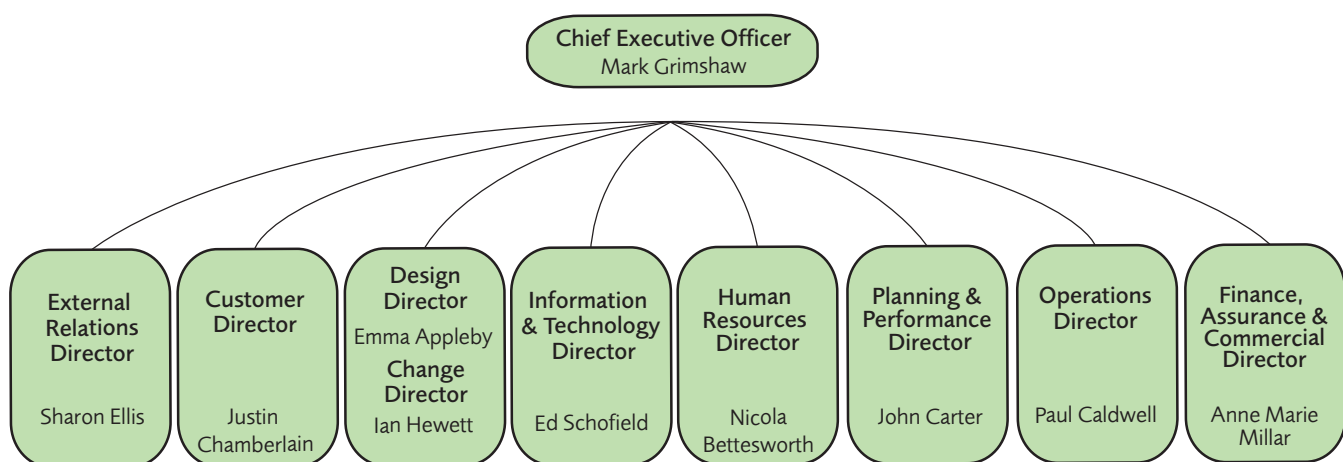 Chief Executive Officer
Mark Grimshaw
External
Relations
Director
Sharon Ellis
Customer
Director
Justin
Chamberlain
Design
Director
Emma Appleby
Change
Director
Ian Hewett
Information
& Technology
Director
Ed Schofield
Human
Resources
Director
Nicola
Bettesworth
Planning &
Performance
Director
John Carter
Operations
Director
Paul Caldwell
Finance,
Assurance &
Commercial
Director
Anne Marie
Millar